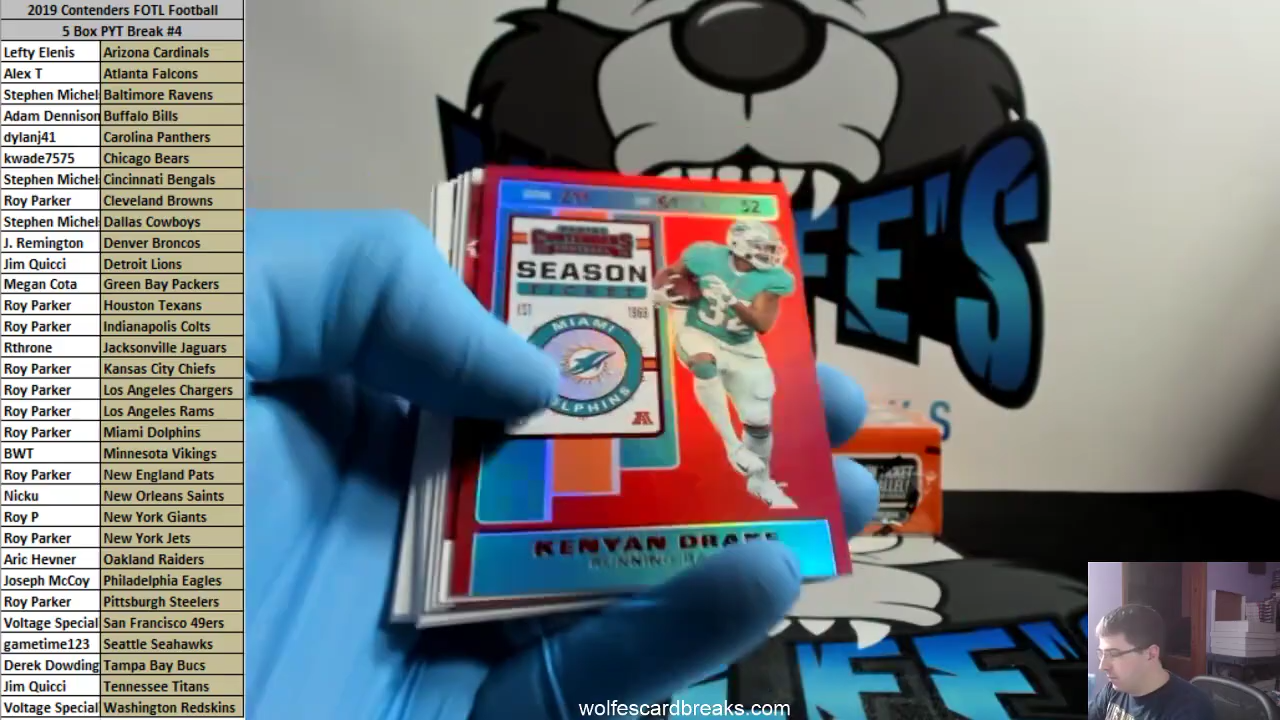 2019 Contenders FOTL Football
5 Box PYT Break #4
Lefty Elenis Arizona Cardinals
Alex T Atlanta Falcons
Stephen Michel Baltimore Ravens
Adam Dennison Buffalo Bills
dylanj41 Carolina Panthers
kwade7575 Chicago Bears
Stephen Michel Cincinnati Bengals
Roy Parker Cleveland Browns
Stephen Michel Dallas Cowboys
J. Remington Denver Broncos
Jim Quicci Detroit Lions
Megan Cota Green Bay Packers
Roy Parker Houston Texans
Roy Parker Indianapolis Colts
Rthrone Jacksonville Jaguars
Roy Parker Kansas City Chiefs
Roy Parker Los Angeles Chargers
Roy Parker Los Angeles Rams
Roy Parker Miami Dolphins
BWT Minnesota Vikings
Roy Parker New England Pats
Nicku New Orleans Saints
Roy P New York Giants
Roy Parker New York Jets
Aric Hevner Oakland Raiders
Joseph McCoy Philadelphia Eagles
Roy Parker Pittsburgh Steelers
Voltage Special San Francisco 49ers
gametime123 Seattle Seahawks
Derek Dowding Tampa Bay Bucs
Jim Quicci Tennessee Titans
Voltage Special Washington Redskins
32
CONTENDERS
SEASON
TICKET
EST 1966
MIAMI
DOLPHINS
32
KENYAN DRAKE
FE'S
wolfescardbreaks.com